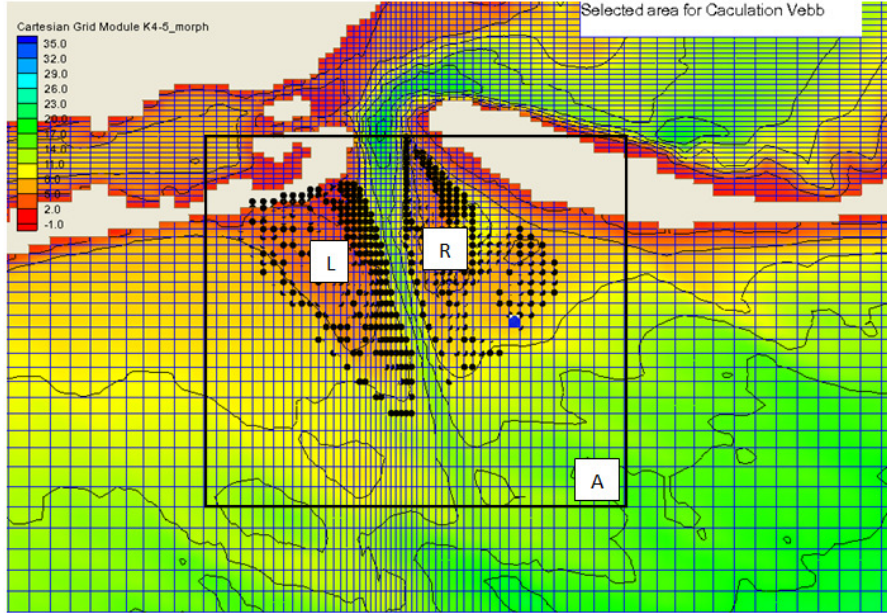 Selected area for Caculation Vebb
Cartesian Grid Module K4-5_morph
35.0
32.0
29.0
26.0
23.0
20.0
17.0
14.0
11.0
8.0
5.0
2.0
-1.0
L
R
A